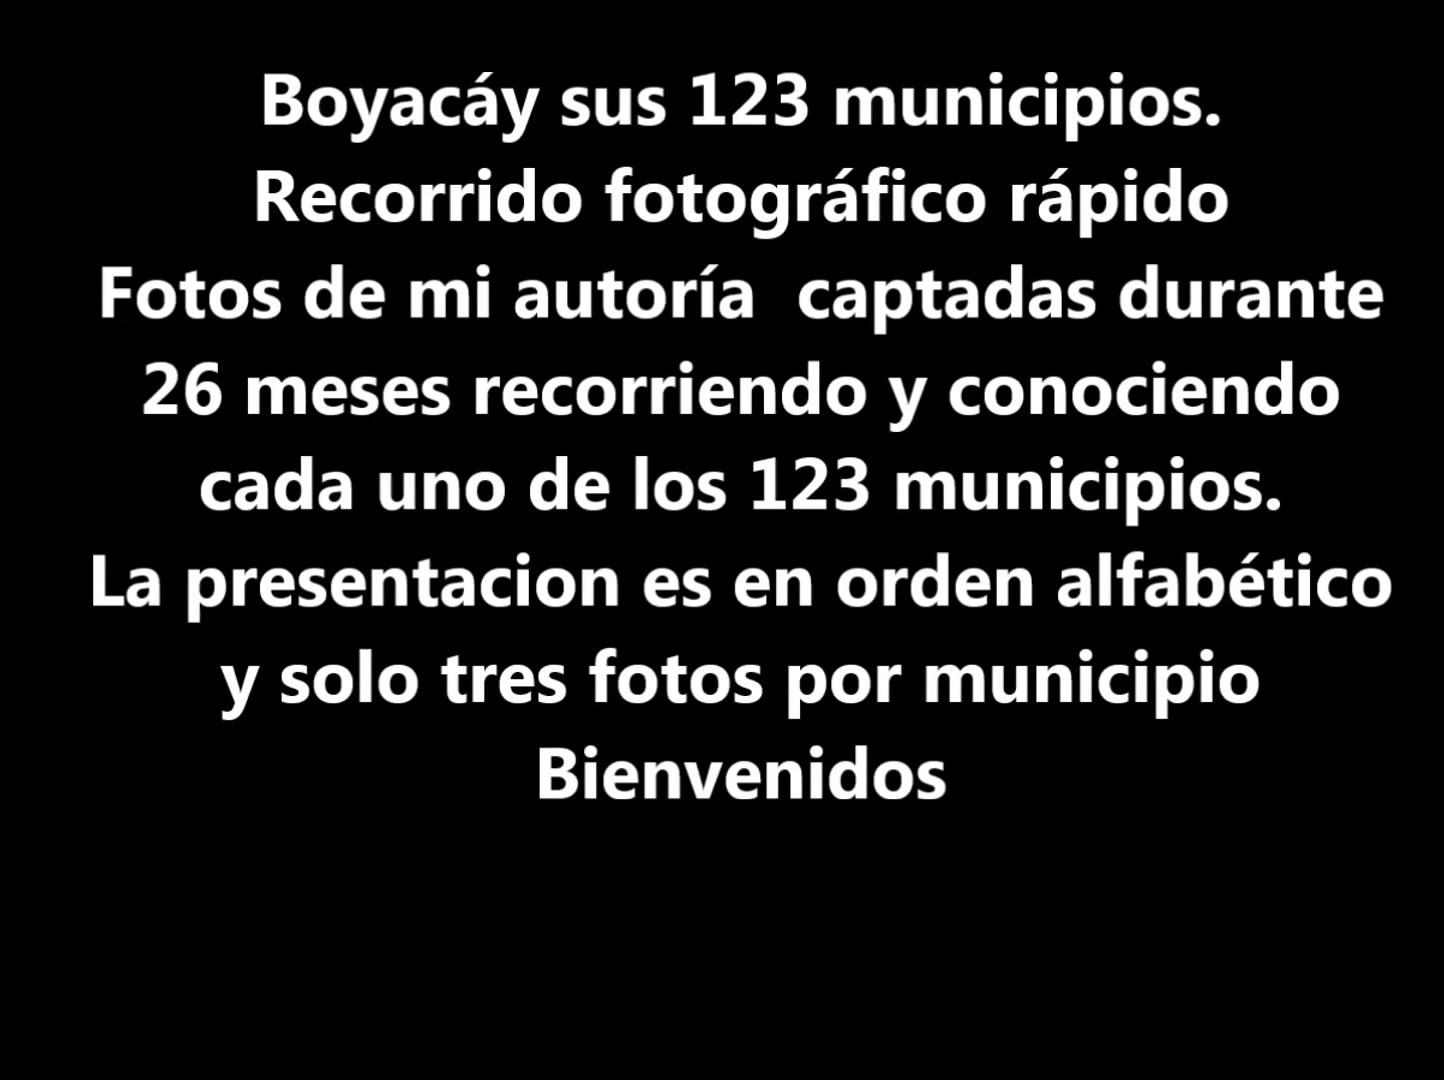 Boyacáy sus 123 municipios.
Recorrido fotográfico rápido
Fotos de mi autoría  captadas durante
26 meses recorriendo y conociendo
cada uno de los 123 municipios.
La presentacion es en orden alfabético
y solo tres fotos por municipio
Bienvenidos